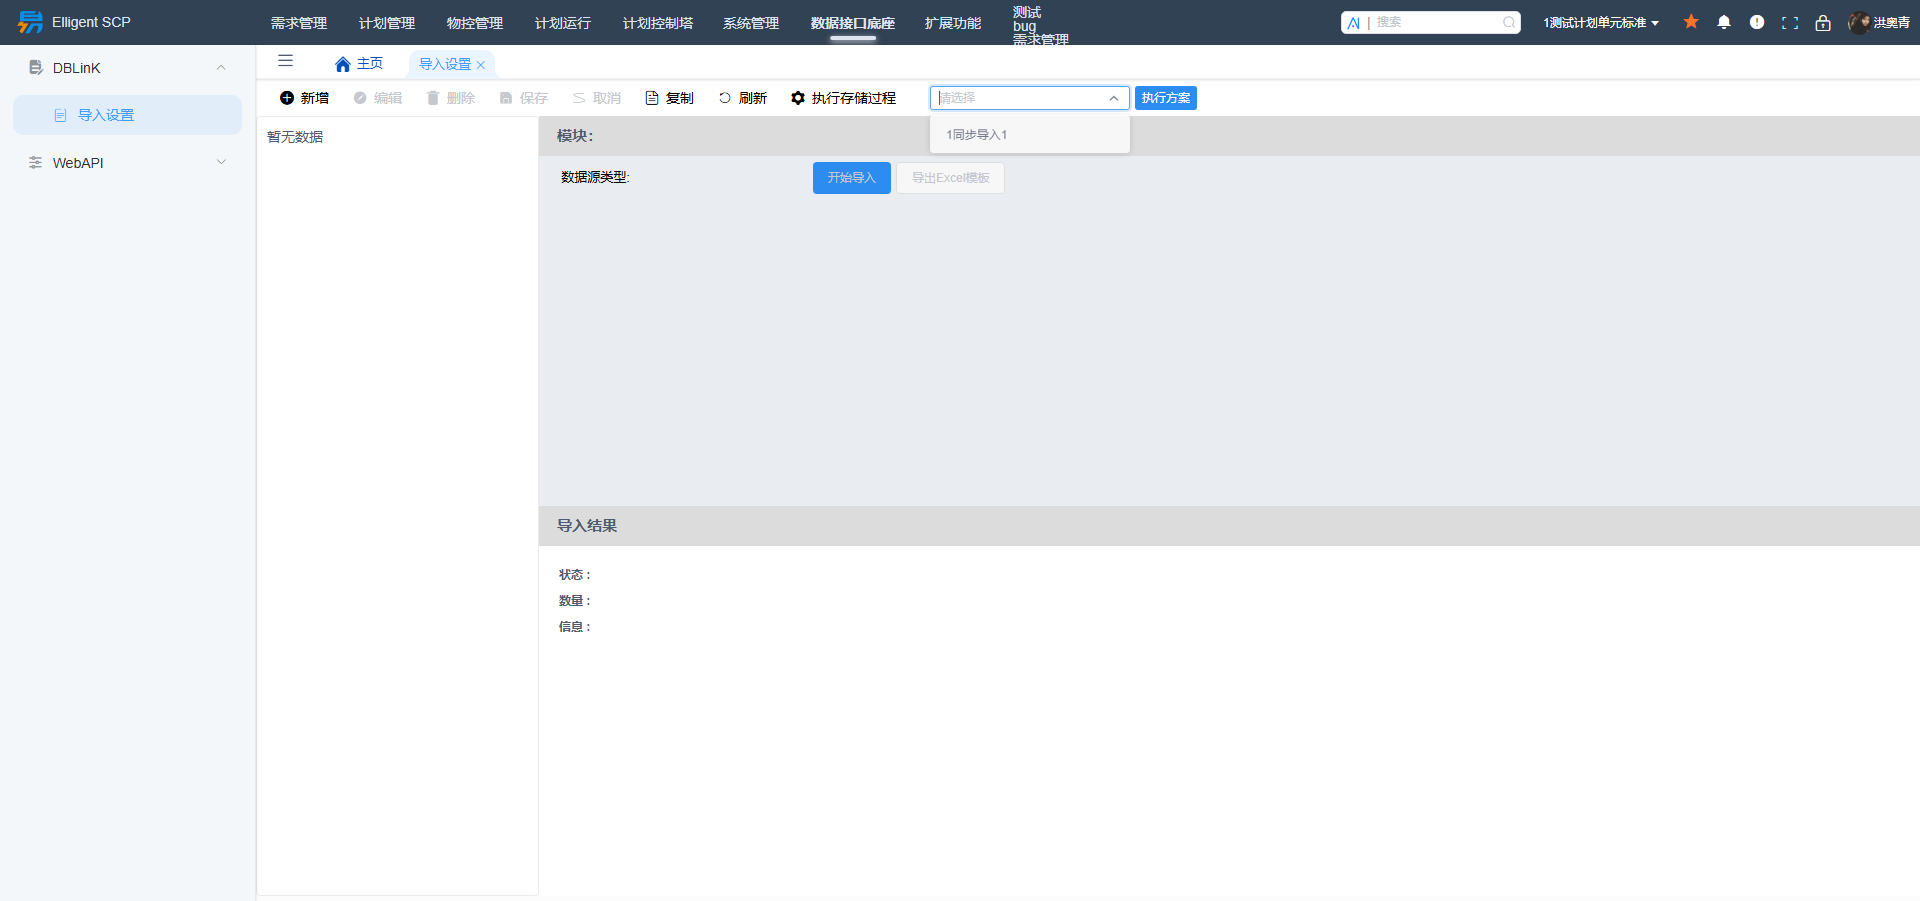 Elligent SCP
需求管理 计划管理 物控管理 计划运行 计划控制塔 系统管理 数据接口底座 扩展功能
测试
bug
需求管理
AI | 搜索
1测试计划单元标准
洪奥青
DBLinK
导入设置
WebAPI
主页 导入设置
新增 编辑 删除 保存 取消 复制 刷新 执行存储过程 请选择 执行方案
1同步导入1
暂无数据
模块：
数据源类型: 开始导入 导出Excel模板
导入结果
状态 :
数量 :
信息 :